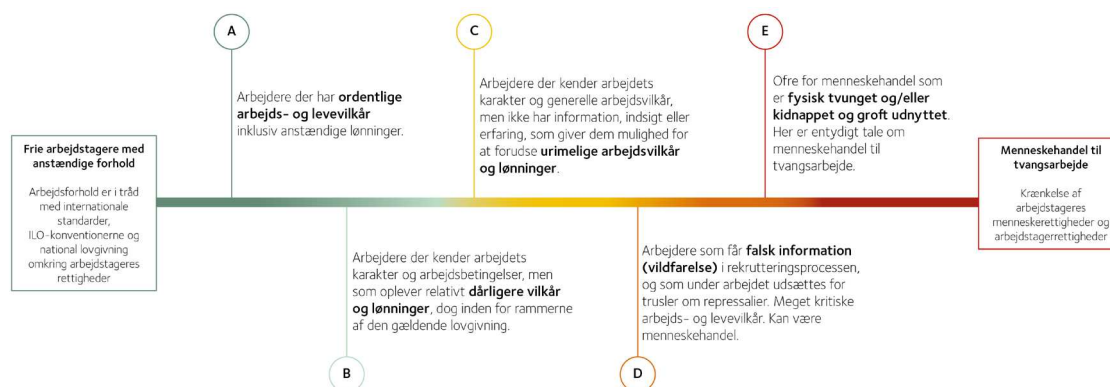 Frie arbejdstagere med
anstændige forhold
Arbejdsforhold er i tråd
med internationale
standarder,
ILO-konventionerne og
national lovgivning
omkring arbejdstageres
rettigheder
A
Arbejdere der har ordentlige
arbejds- og levevilkår
inklusiv anstændige lønninger.
B
Arbejdere der kender arbejdets
karakter og arbejdsbetingelser, men
som oplever relativt dårligere vilkår
og lønninger, dog inden for rammerne
af den gældende lovgivning.
C
Arbejdere der kender arbejdets
karakter og generelle arbejdsvilkår,
men ikke har information, indsigt eller
erfaring, som giver dem mulighed for
at forudse urimelige arbejdsvilkår
og lønninger.
D
Arbejdere som får falsk information
(vildfarelse) i rekrutteringsprocessen,
og som under arbejdet udsættes for
trusler om repressalier. Meget kritiske
arbejds- og levevilkår. Kan være
menneskehandel.
E
Ofre for menneskehandel som
er fysisk tvunget og/eller
kidnappet og groft udnyttet.
Her er entydigt tale om
menneskehandel til
tvangsarbejde.
Menneskehandel til
tvangsarbejde
Krænkelse af
arbejdstageres
menneskerettigheder og
arbejdstagerrettigheder